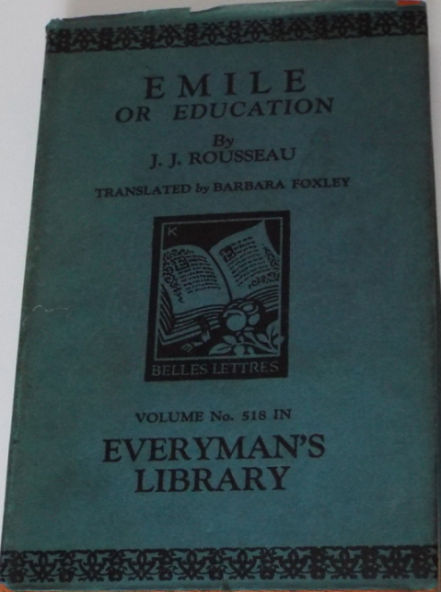 EMILE
OR EDUCATION
By
J. J. ROUSSEAU
TRANSLATED by BARBARA FOXLEY
K
BELLES LETTRES
VOLUME No. 518 IN
EVERYMAN'S
LIBRARY